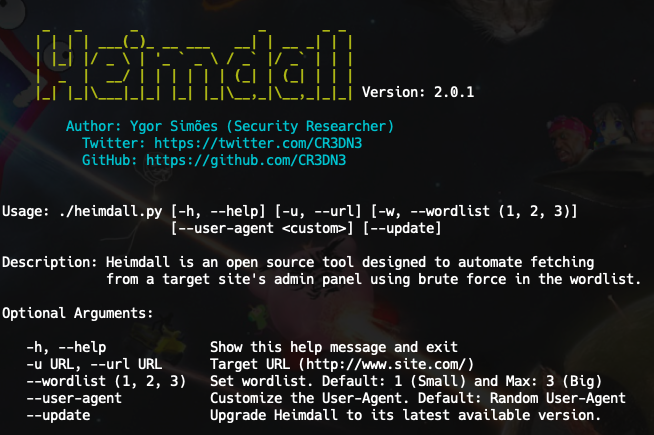 Heimdall
Version: 2.0.1
Author: Ygor Simões (Security Researcher)
Twitter: https://twitter.com/CR3DN3
GitHub: https://github.com/CR3DN3
Usage: ./heimdall.py [-h, --help] [-u, --url] [-w, --wordlist (1, 2, 3)]
[--user-agent <custom>] [--update]
Description: Heimdall is an open source tool designed to automate fetching
from a target site's admin panel using brute force in the wordlist.
Optional Arguments:
-h, --help Show this help message and exit
-u URL, --url URL Target URL (http://www.site.com/)
--wordlist (1, 2, 3) Set wordlist. Default: 1 (Small) and Max: 3 (Big)
--user-agent Customize the User-Agent. Default: Random User-Agent
--update Upgrade Heimdall to its latest available version.